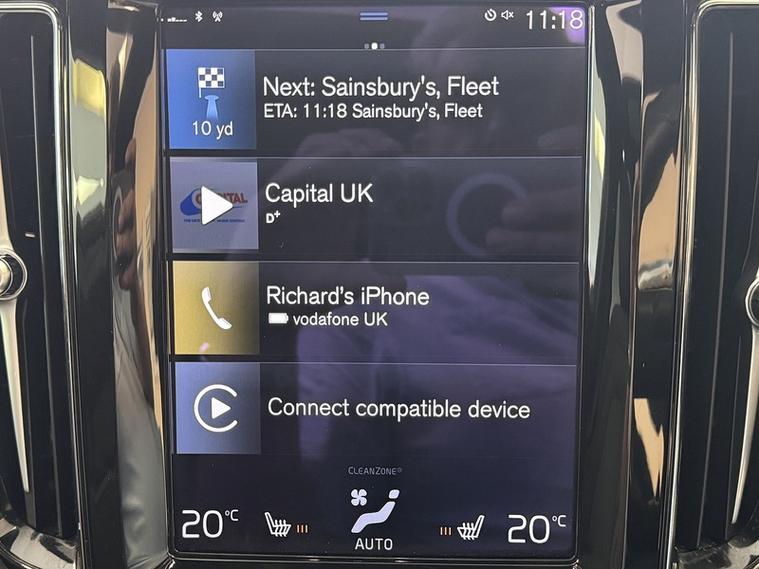 11:18
Next: Sainsbury's, Fleet
ETA: 11:18 Sainsbury's, Fleet
10 yd
CAPITAL
Capital UK
D+
Richard's iPhone
vodafone UK
Connect compatible device
CLEANZONE®
20°C
20°C
AUTO